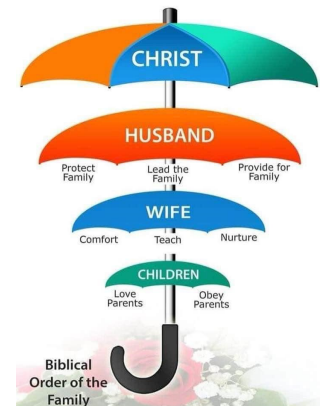 CHRIST
HUSBAND
Protect Family
Lead the Family
Provide for Family
WIFE
Comfort
Teach
Nurture
CHILDREN
Love Parents
Obey Parents
Biblical
Order of the
Family